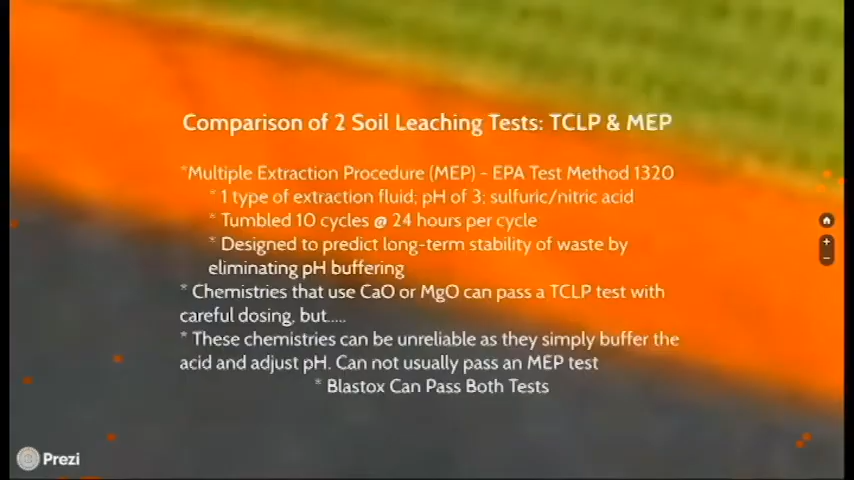 Comparison of 2 Soil Leaching Tests: TCLP & MEP
*Multiple Extraction Procedure (MEP) - EPA Test Method 1320
* 1 type of extraction fluid; pH of 3: sulfuric/nitric acid
* Tumbled 10 cycles @ 24 hours per cycle
* Designed to predict long-term stability of waste by
eliminating pH buffering
* Chemistries that use CaO or MgO can pass a TCLP test with
careful dosing, but.....
* These chemistries can be unreliable as they simply buffer the
acid and adjust pH. Can not usually pass an MEP test
* Blastox Can Pass Both Tests
Prezi